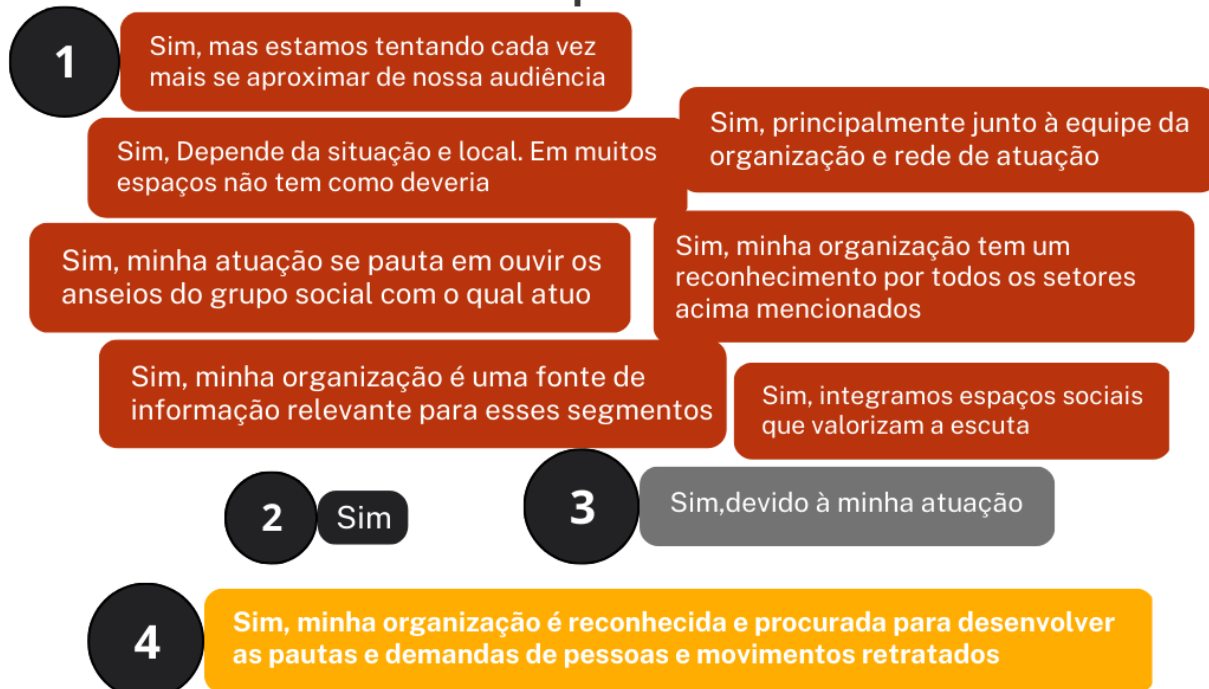 1
Sim, mas estamos tentando cada vez
mais se aproximar de nossa audiência
Sim, Depende da situação e local. Em muitos
espaços não tem como deveria
Sim, principalmente junto à equipe da
organização e rede de atuação
Sim, minha atuação se pauta em ouvir os
anseios do grupo social com o qual atuo
Sim, minha organização tem um
reconhecimento por todos os setores
acima mencionados
Sim, minha organização é uma fonte de
informação relevante para esses segmentos
Sim, integramos espaços sociais
que valorizam a escuta
2
Sim
3
Sim,devido à minha atuação
4
Sim, minha organização é reconhecida e procurada para desenvolver
as pautas e demandas de pessoas e movimentos retratados